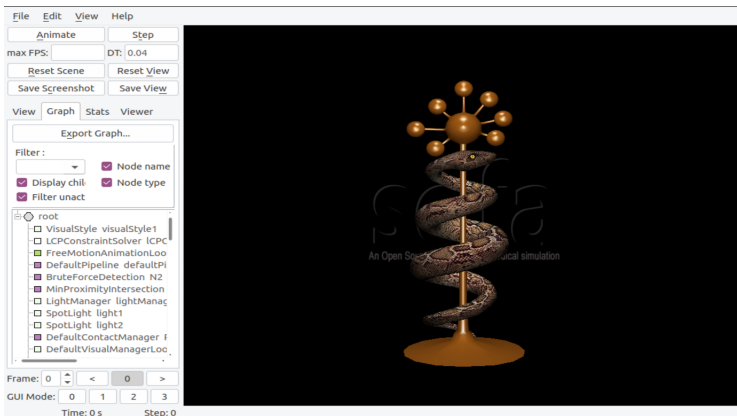 File Edit View Help
Animate Step
max FPS: DT: 0.04
Reset Scene Reset View
Save Screenshot Save View
View Graph Stats Viewer
Export Graph...
Filter :
Node name
Display chil Node type
Filter unact
root
VisualStyle visualStyle1
LCPConstraintSolver lCPC
FreeMotionAnimationLoo
DefaultPipeline defaultPi
BruteForceDetection N2
MinProximityIntersection
LightManager lightManag
SpotLight light1
SpotLight light2
DefaultContactManager
DefaultVisualManagerLoo
sofa
An Open ical simulation
Frame: 0 < 0 >
GUI Mode: 0 1 2 3
Time: 0 s Step: 0